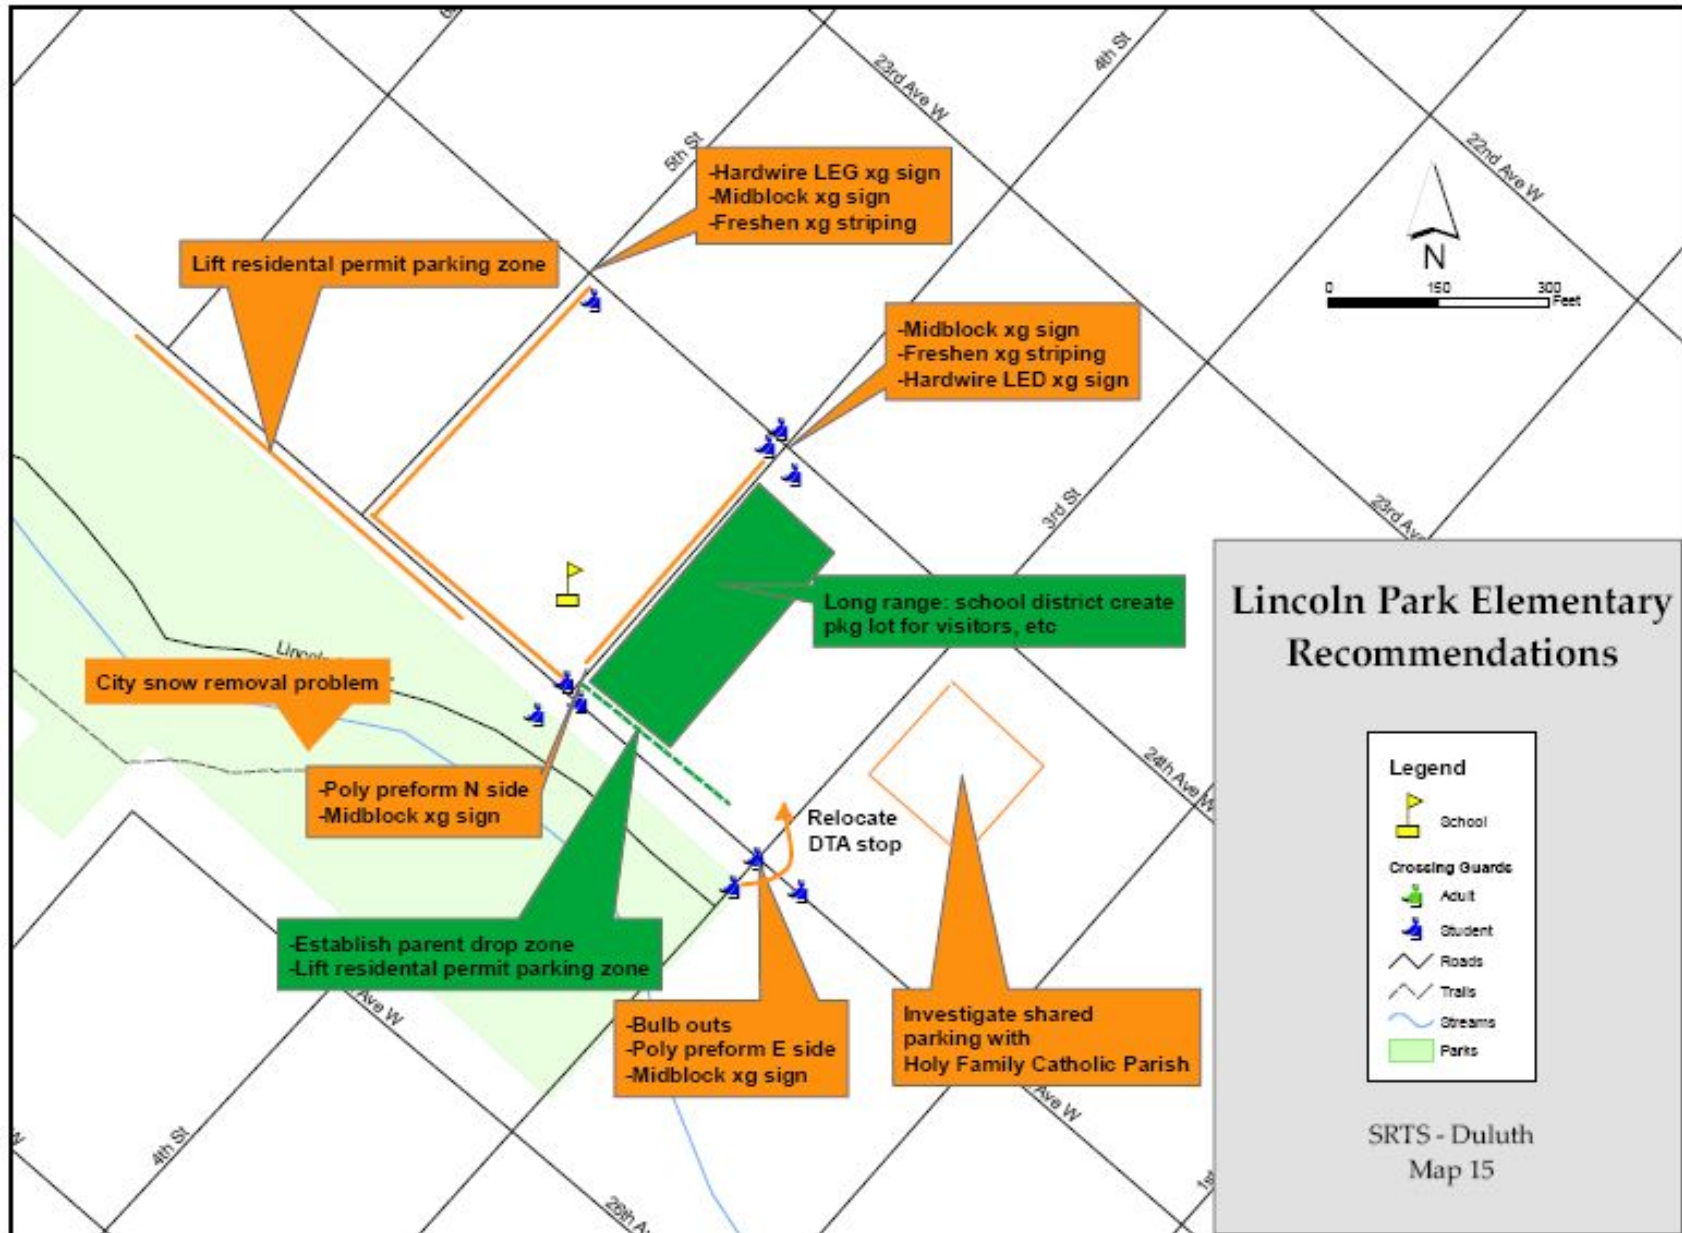 5th St
23rd Ave W
4th St
22nd Ave W
-Hardwire LEG xg sign
-Midblock xg sign
-Freshen xg striping
Lift residental permit parking zone
N
0 150 300
Feet
-Midblock xg sign
-Freshen xg striping
-Hardwire LED xg sign
3rd St
23rd Ave
Long range: school district create
pkg lot for visitors, etc
City snow removal problem
-Poly preform N side
-Midblock xg sign
24th Ave W
Relocate
DTA stop
-Establish parent drop zone
-Lift residental permit parking zone
Ave W
-Bulb outs
-Poly preform E side
-Midblock xg sign
Investigate shared
parking with
Holy Family Catholic Parish
Ave W
4th St
26th Av
W
1st
Lincoln Park Elementary
Recommendations
Legend
School
Crossing Guards
Adult
Student
Roads
Trails
Streams
Parks
SRTS - Duluth
Map 15